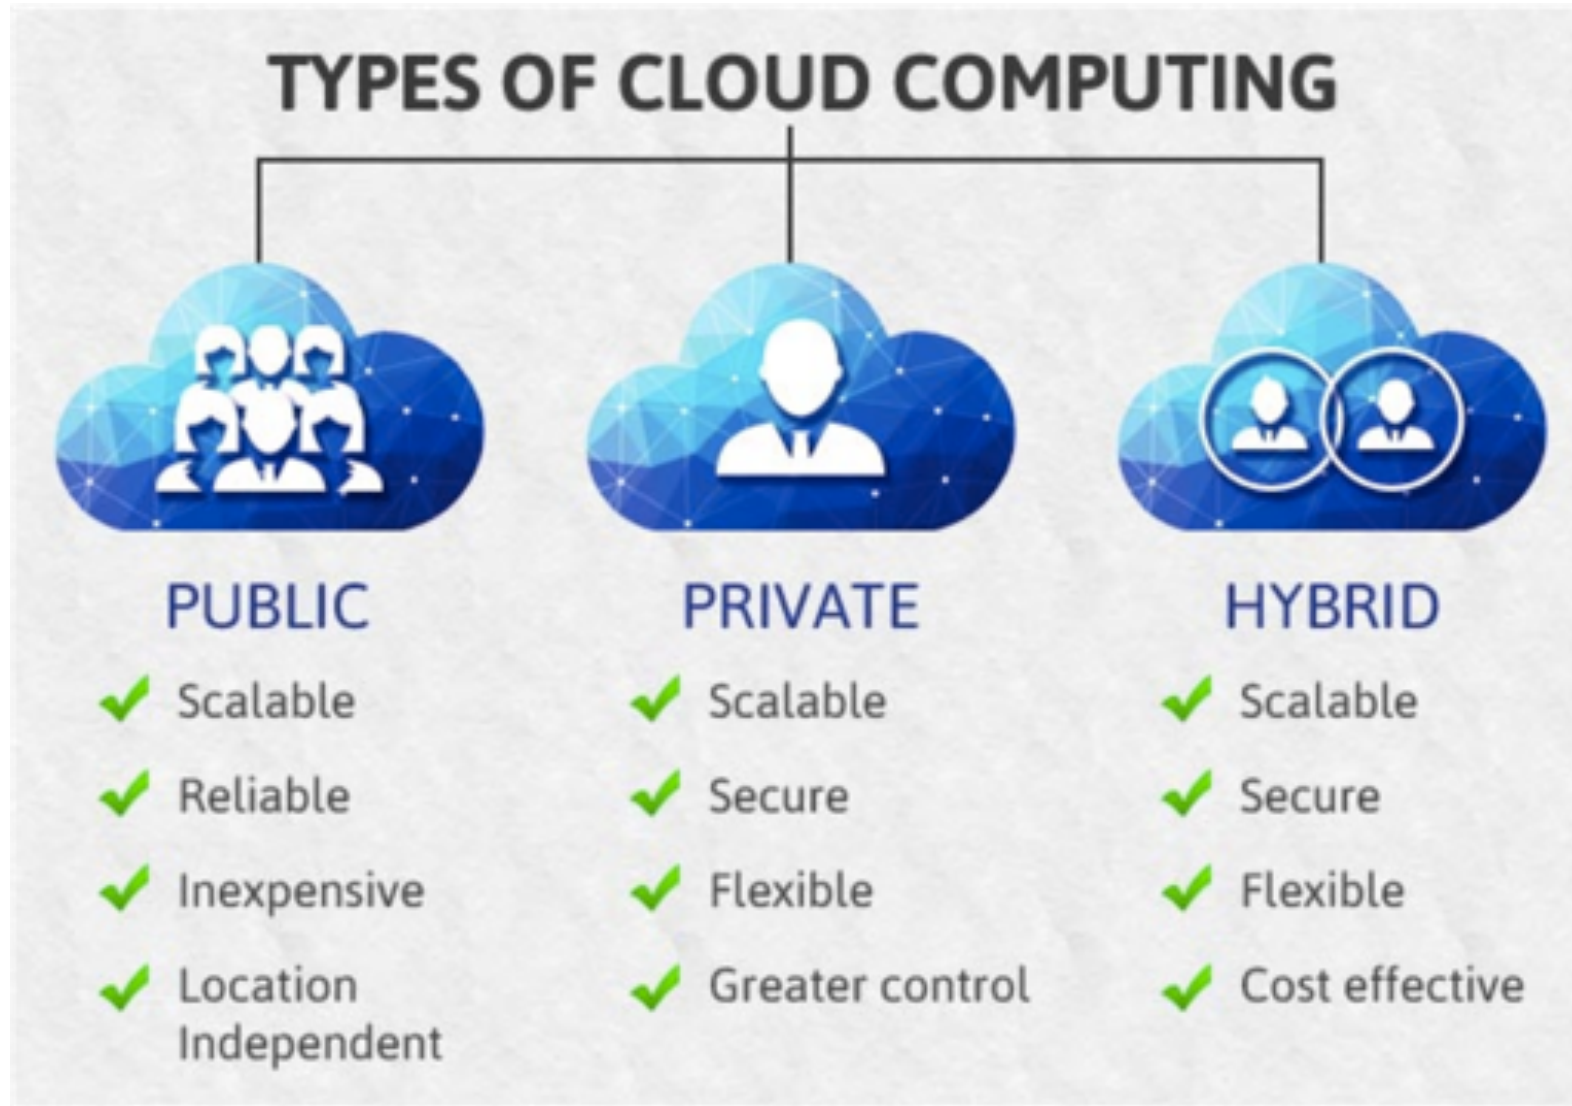 TYPES OF CLOUD COMPUTING
PUBLIC
Scalable
Reliable
Inexpensive
Location
Independent
PRIVATE
Scalable
Secure
Flexible
Greater control
HYBRID
Scalable
Secure
Flexible
Cost effective